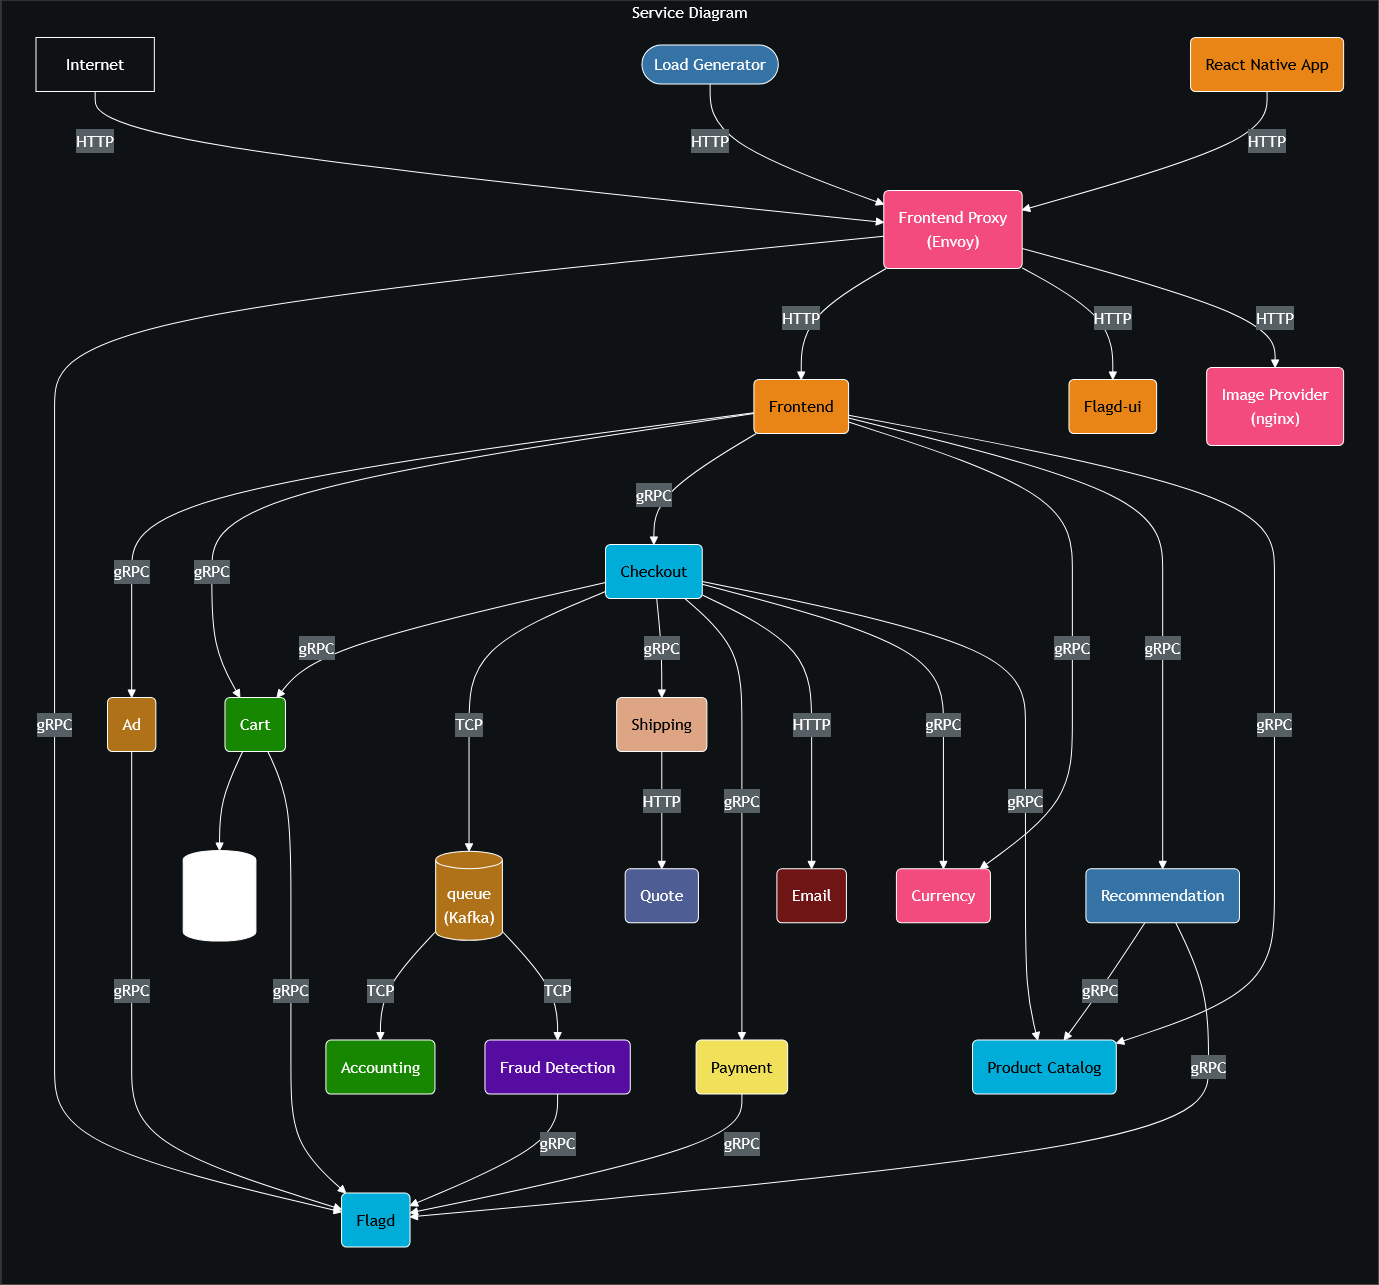 Service Diagram
Internet
Load Generator
React Native App
HTTP
HTTP
HTTP
Frontend Proxy
(Envoy)
HTTP
HTTP
HTTP
Frontend
Flagd-ui
Image Provider
(nginx)
gRPC
gRPC
gRPC
Checkout
gRPC
gRPC
gRPC
gRPC
gRPC
Ad
Cart
TCP
Shipping
HTTP
gRPC
gRPC
HTTP
gRPC
gRPC
queue
(Kafka)
Quote
Email
Currency
Recommendation
gRPC
gRPC
TCP
TCP
gRPC
Accounting
Fraud Detection
Payment
Product Catalog
gRPC
gRPC
gRPC
Flagd